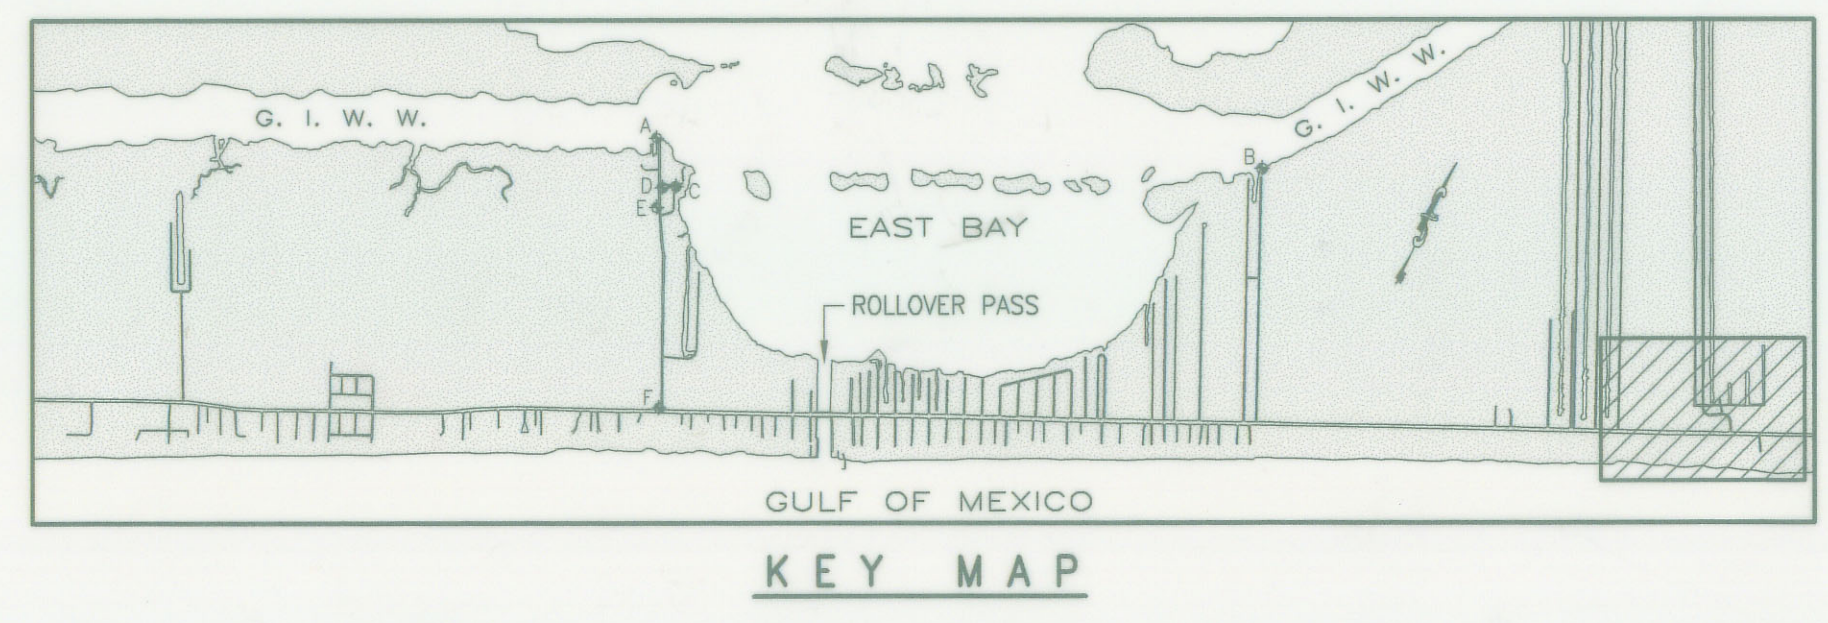 G. I. W. W.
G. I. W. W.
A
B
D
C
E
EAST BAY
ROLLOVER PASS
F
GULF OF MEXICO
KEY MAP